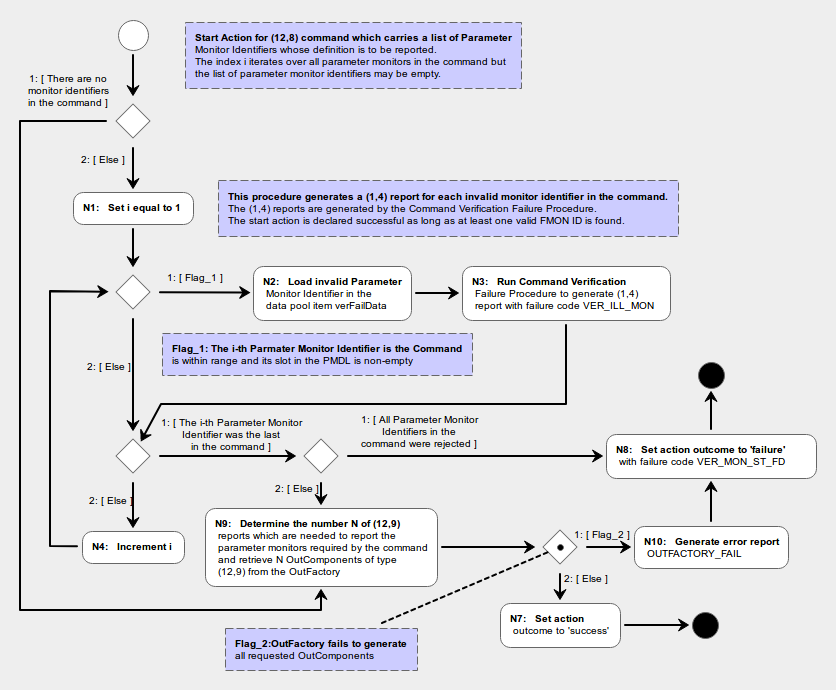 Start Action for (12,8) command which carries a list of Parameter
Monitor Identifiers whose definition is to be reported.
The index i iterates over all parameter monitors in the command but
the list of parameter monitor identifiers may be empty.
1: [ There are no
monitor identifiers
in the command ]
2: [ Else ]
N1: Set i equal to 1
This procedure generates a (1,4) report for each invalid monitor identifier in the command.
The (1,4) reports are generated by the Command Verification Failure Procedure.
The start action is declared successful as long as at least one valid FMON ID is found.
1: [ Flag_1 ]
N2: Load invalid Parameter
Monitor Identifier in the
data pool item verFailData
N3: Run Command Verification
Failure Procedure to generate (1,4)
report with failure code VER_ILL_MON
Flag_1: The i-th Parmater Monitor Identifier is the Command
is within range and its slot in the PMDL is non-empty
2: [ Else ]
1: [ The i-th Parameter Monitor
Identifier was the last
in the command ]
1: [ All Parameter Monitor
Identifiers in the
command were rejected ]
N8: Set action outcome to 'failure'
with failure code VER_MON_ST_FD
2: [ Else ]
2: [ Else ]
N4: Increment i
N9: Determine the number N of (12,9)
reports which are needed to report the
parameter monitors required by the command
and retrieve N OutComponents of type
(12,9) from the OutFactory
1: [ Flag_2 ]
N10: Generate error report
OUTFACTORY_FAIL
2: [ Else ]
N7: Set action
outcome to 'success'
Flag_2:OutFactory fails to generate
all requested OutComponents